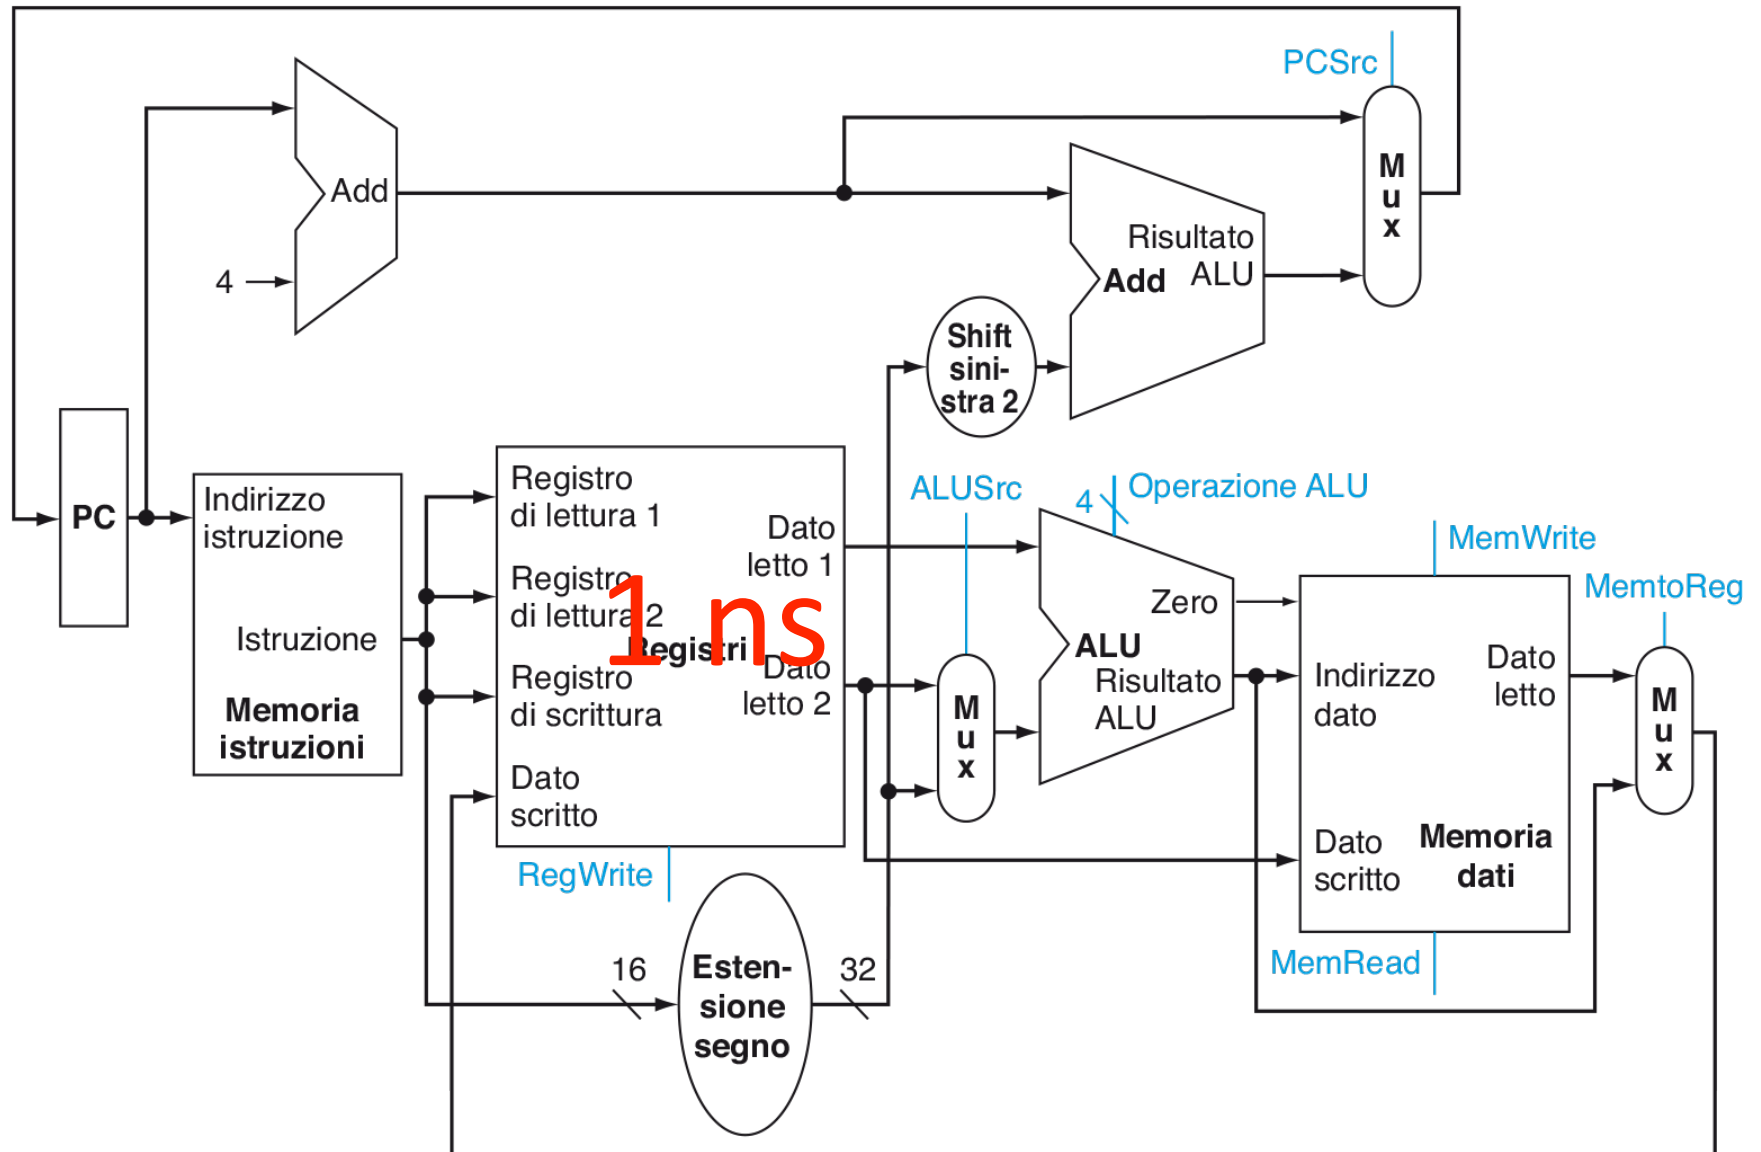 PCSrc
Add
4
M
u
x
Risultato
ALU
Add
Shift
sini-
stra 2
PC
Indirizzo
istruzione
Istruzione
Memoria
istruzioni
Registro
di lettura 1
Registro
di lettura 2
Registro
di scrittura
Dato
scritto
Dato
letto 1
Registri
1 ns
Dato
letto 2
RegWrite
16
Esten-
sione
segno
32
ALUSrc
M
u
x
4
Operazione ALU
Zero
ALU
Risultato
ALU
MemWrite
Indirizzo
dato
Dato
letto
Dato
scritto
Memoria
dati
MemRead
MemtoReg
M
u
x